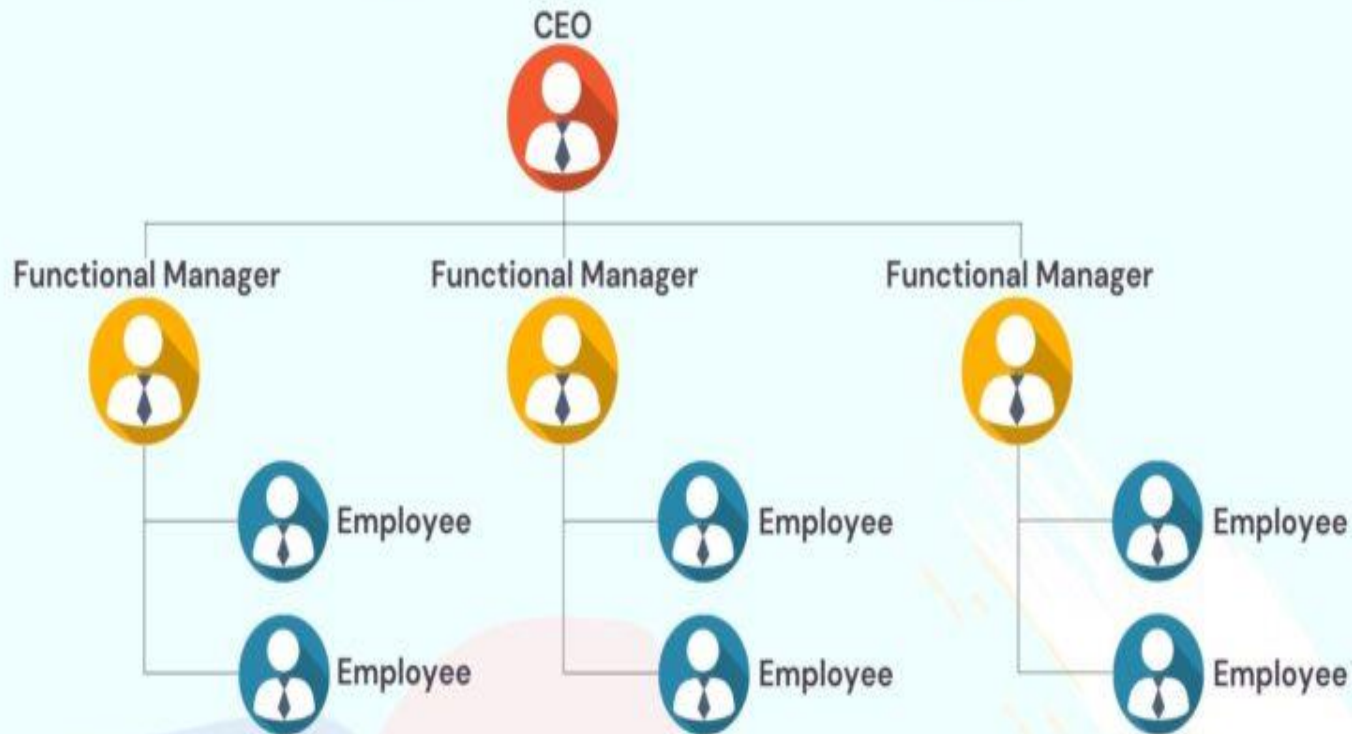 CEO
Functional Manager
Functional Manager
Functional Manager
Employee
Employee
Employee
Employee
Employee
Employee